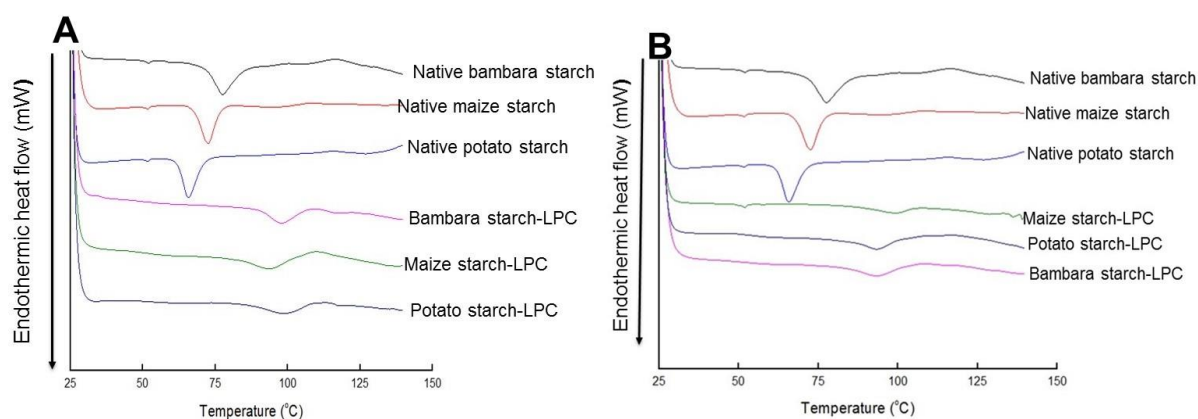 A
Endothermic heat flow (mW)
Native bambara starch
Native maize starch
Native potato starch
Bambara starch-LPC
Maize starch-LPC
Potato starch-LPC
25 50 75 100 125 150
Temperature (°C)
B
Endothermic heat flow (mW)
Native bambara starch
Native maize starch
Native potato starch
Maize starch-LPC
Potato starch-LPC
Bambara starch-LPC
25 50 75 100 125 150
Temperature (°C)